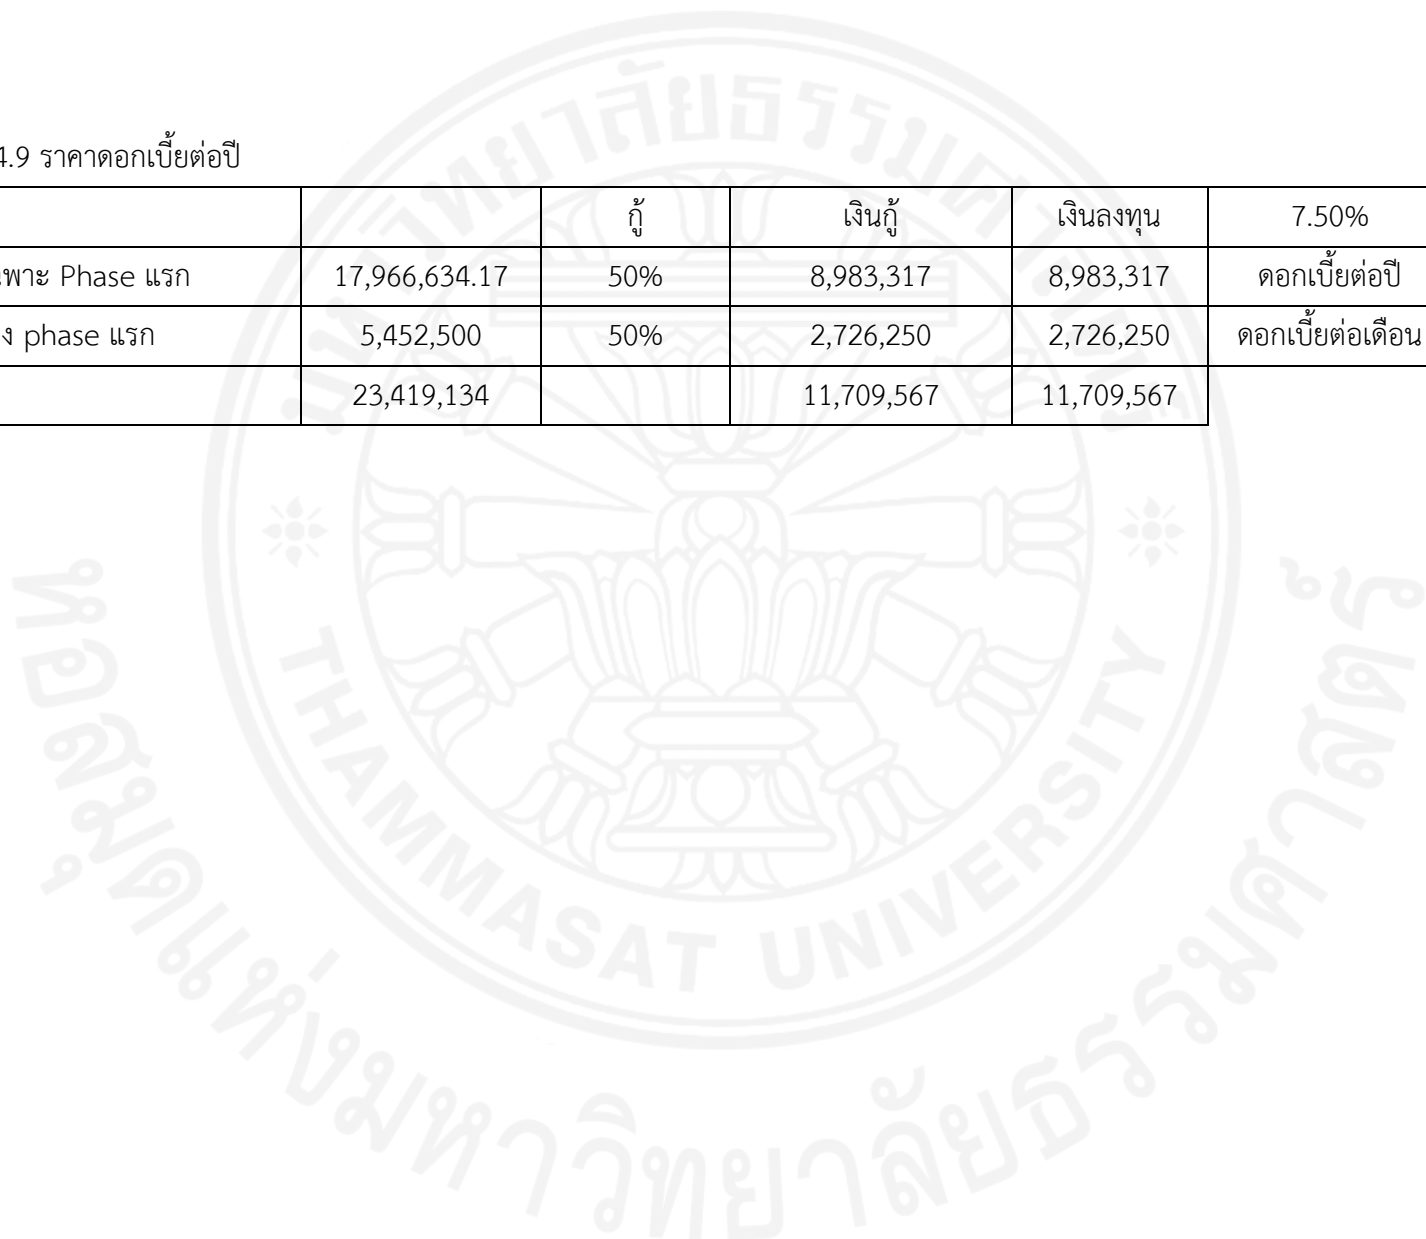 4.9 ราคาดอกเบี้ยต่อปี
กู้ เงินกู้ เงินลงทุน 7.50%
พาะ Phase แรก 17,966,634.17 50% 8,983,317 8,983,317 ดอกเบี้ยต่อปี
ง phase แรก 5,452,500 50% 2,726,250 2,726,250 ดอกเบี้ยต่อเดือน
23,419,134 11,709,567 11,709,567
THAMMASAT UNIVERSITY
หอสมุดแห่งมหาวิทยาลัยธรรมศาสตร์